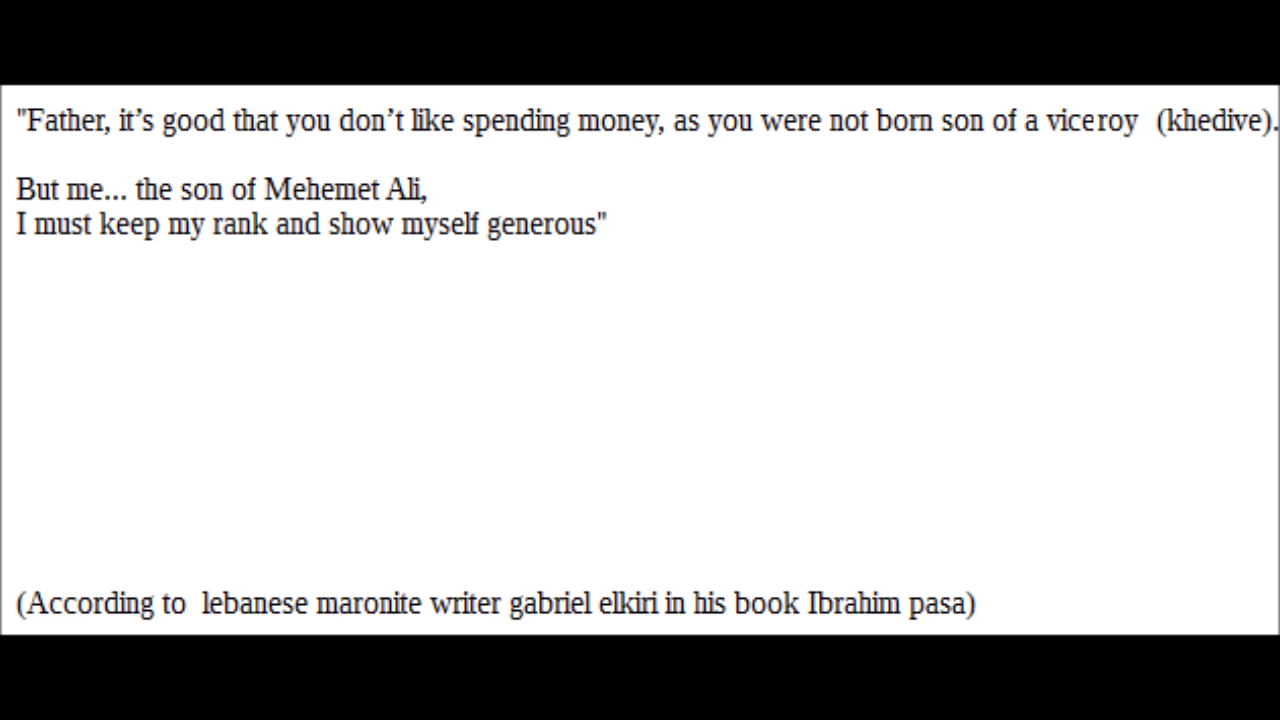 "Father, it’s good that you don’t like spending money, as you were not born son of a viceroy (khedive).
But me... the son of Mehemet Ali,
I must keep my rank and show myself generous"
(According to lebanese maronite writer gabriel elkiri in his book Ibrahim pasa)